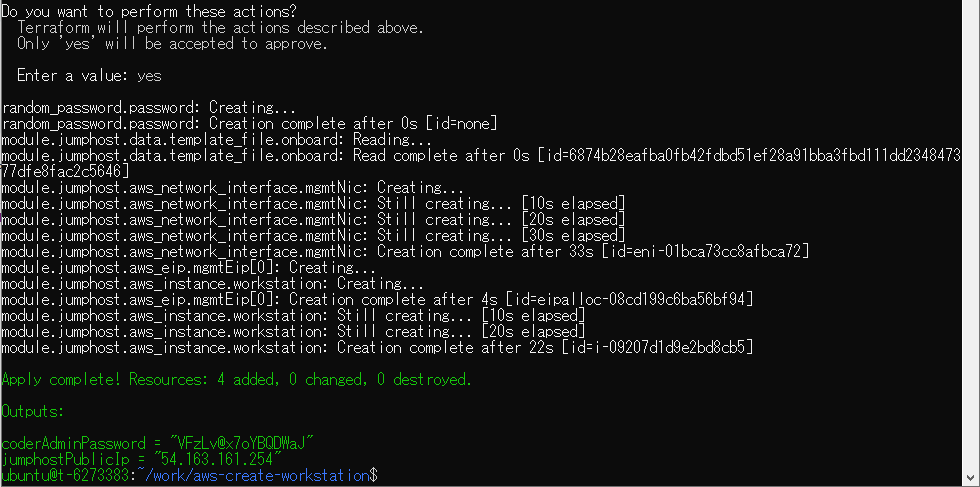 Do you want to perform these actions?
  Terraform will perform the actions described above.
  Only 'yes' will be accepted to approve.

  Enter a value: yes

random_password.password: Creating...
random_password.password: Creation complete after 0s [id=none]
module.jumphost.data.template_file.onboard: Reading...
module.jumphost.data.template_file.onboard: Read complete after 0s [id=6874b28eafba0fb42fdbd51ef28a91bba3fbd111dd2348473
77dfe8fac2c5646]
module.jumphost.aws_network_interface.mgmtNic: Creating...
module.jumphost.aws_network_interface.mgmtNic: Still creating... [10s elapsed]
module.jumphost.aws_network_interface.mgmtNic: Still creating... [20s elapsed]
module.jumphost.aws_network_interface.mgmtNic: Still creating... [30s elapsed]
module.jumphost.aws_network_interface.mgmtNic: Creation complete after 33s [id=eni-01bca73cc8afbca72]
module.jumphost.aws_eip.mgmtEip[0]: Creating...
module.jumphost.aws_instance.workstation: Creating...
module.jumphost.aws_eip.mgmtEip[0]: Creation complete after 4s [id=eipalloc-08cd199c6ba56bf94]
module.jumphost.aws_instance.workstation: Still creating... [10s elapsed]
module.jumphost.aws_instance.workstation: Still creating... [20s elapsed]
module.jumphost.aws_instance.workstation: Creation complete after 22s [id=i-09207d1d9e2bd8cb5]

Apply complete! Resources: 4 added, 0 changed, 0 destroyed.

Outputs:

coderAdminPassword = "VFzLv@x7oYBQDWaJ"
jumphostPublicIp = "54.163.161.254"
ubuntu@t-6273383:~/work/aws-create-workstation$